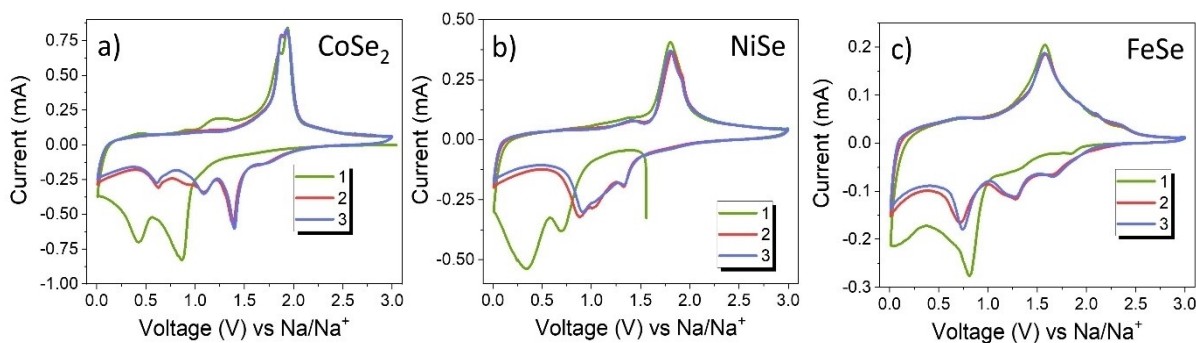 a)
CoSe2
Current (mA)
0.75
0.50
0.25
0.00
-0.25
-0.50
-0.75
-1.00
1
2
3
0.0 0.5 1.0 1.5 2.0 2.5 3.0
Voltage (V) vs Na/Na+
b)
NiSe
Current (mA)
0.50
0.25
0.00
-0.25
-0.50
1
2
3
0.0 0.5 1.0 1.5 2.0 2.5 3.0
Voltage (V) vs Na/Na+
c)
FeSe
Current (mA)
0.2
0.1
0.0
-0.1
-0.2
-0.3
1
2
3
0.0 0.5 1.0 1.5 2.0 2.5 3.0
Voltage (V) vs Na/Na+